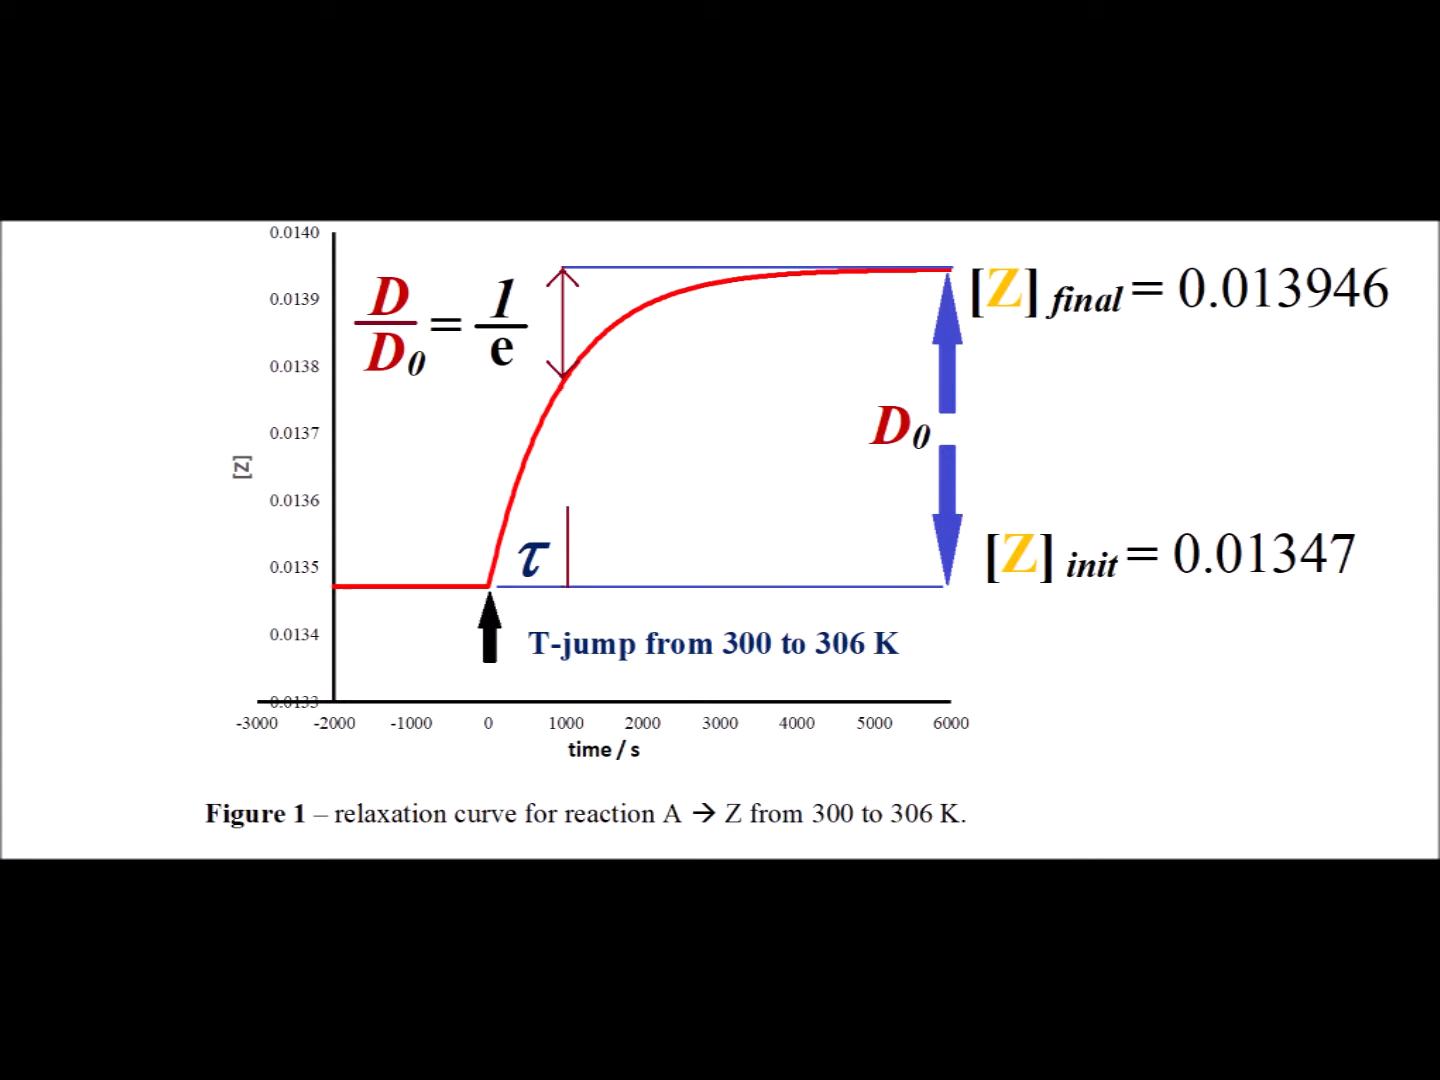 0.0140
0.0139
0.0138
0.0137
0.0136
0.0135
0.0134
0.0133
[Z]
D
D0
=
1
e
τ
D0
[Z] final = 0.013946
[Z] init = 0.01347
T-jump from 300 to 306 K
-3000 -2000 -1000 0 1000 2000 3000 4000 5000 6000
time / s
Figure 1 – relaxation curve for reaction A → Z from 300 to 306 K.